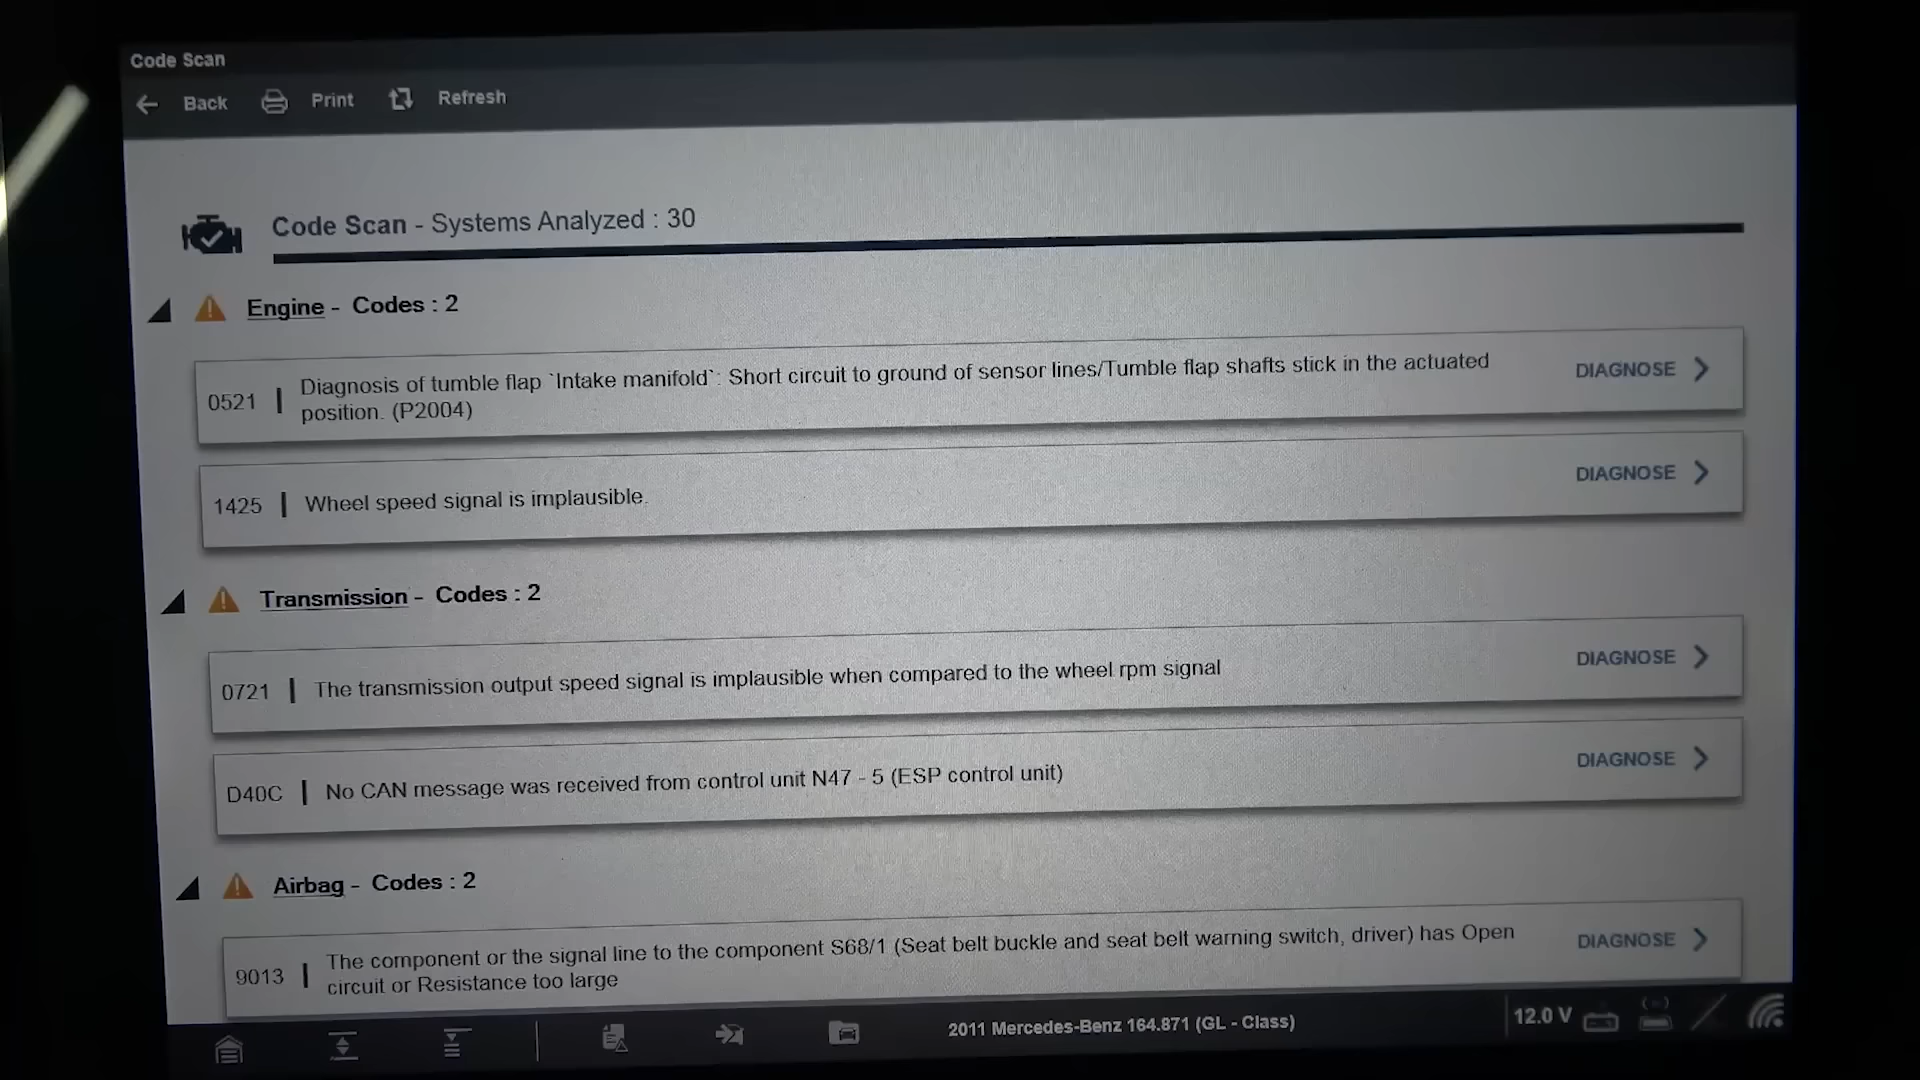 Code Scan
Back Print Refresh
Code Scan - Systems Analyzed : 30
Engine - Codes : 2
0521 | Diagnosis of tumble flap `Intake manifold`: Short circuit to ground of sensor lines/Tumble flap shafts stick in the actuated
position. (P2004)
DIAGNOSE
1425 | Wheel speed signal is implausible.
DIAGNOSE
Transmission - Codes : 2
0721 | The transmission output speed signal is implausible when compared to the wheel rpm signal
DIAGNOSE
D40C | No CAN message was received from control unit N47 - 5 (ESP control unit)
DIAGNOSE
Airbag - Codes : 2
9013 | The component or the signal line to the component S68/1 (Seat belt buckle and seat belt warning switch, driver) has Open
circuit or Resistance too large
DIAGNOSE
2011 Mercedes-Benz 164.871 (GL - Class)
12.0 V